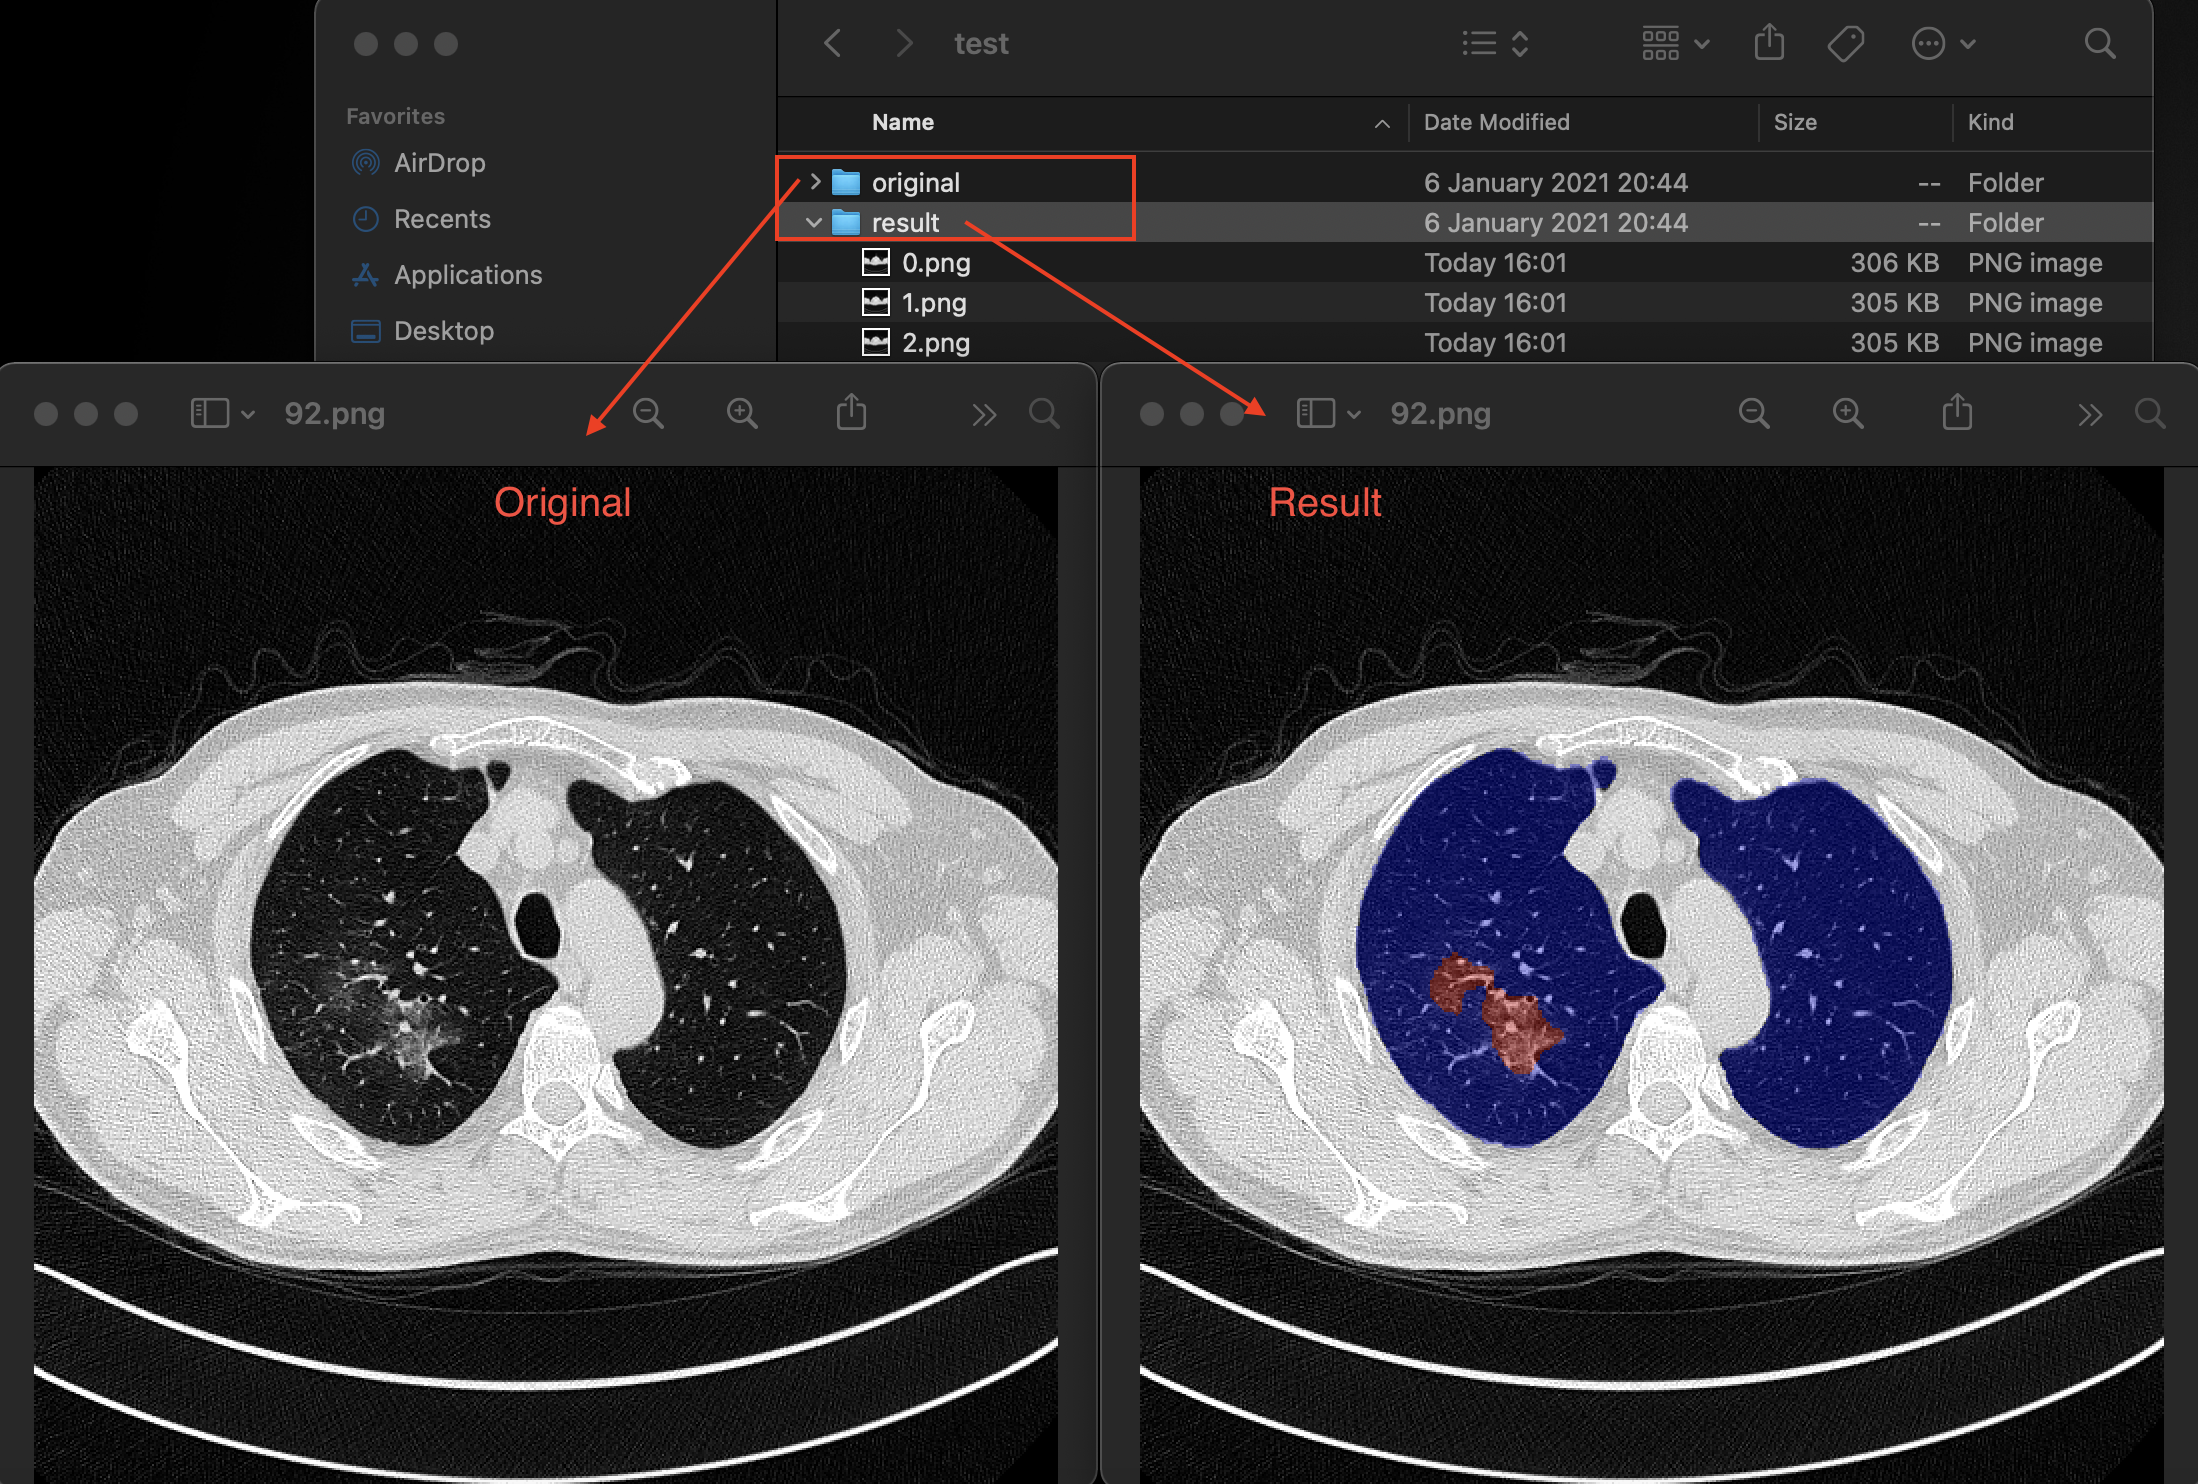 test
Favorites
AirDrop
Recents
Applications
Desktop
Name Date Modified Size Kind
original 6 January 2021 20:44 -- Folder
result 6 January 2021 20:44 -- Folder
0.png Today 16:01 306 KB PNG image
1.png Today 16:01 305 KB PNG image
2.png Today 16:01 305 KB PNG image
92.png
92.png
Original
Result